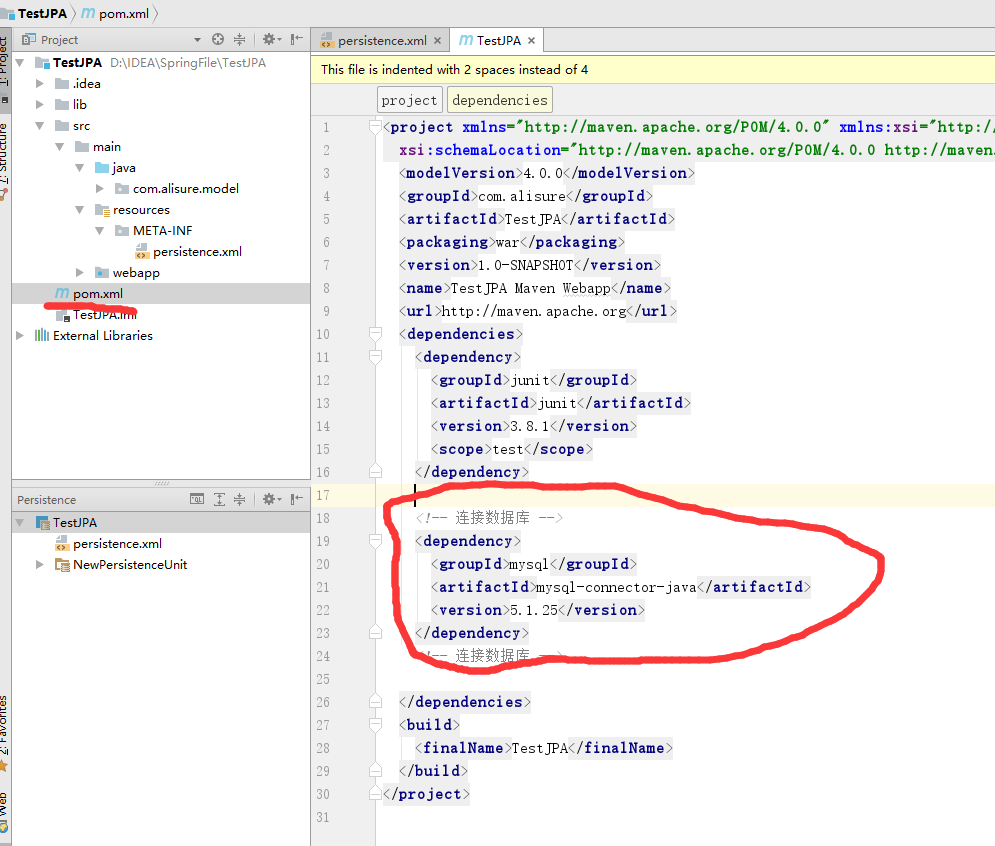 TestJPA pom.xml
Project
persistence.xml TestJPA
This file is indented with 2 spaces instead of 4
1: Project
TestJPA D:\IDEA\SpringFile\TestJPA
.idea
lib
src
main
java
com.alisure.model
resources
META-INF
persistence.xml
webapp
pom.xml
TestJPA.iml
External Libraries
Z: Structure
Persistence
TestJPA
persistence.xml
NewPersistenceUnit
2: Favorites
Web
project dependencies
1 <project xmlns="http://maven.apache.org/POM/4.0.0" xmlns:xsi="http:/
2 xsi:schemaLocation="http://maven.apache.org/POM/4.0.0 http://maven.
3 <modelVersion>4.0.0</modelVersion>
4 <groupId>com.alisure</groupId>
5 <artifactId>TestJPA</artifactId>
6 <packaging>war</packaging>
7 <version>1.0-SNAPSHOT</version>
8 <name>TestJPA Maven Webapp</name>
9 <url>http://maven.apache.org</url>
10 <dependencies>
11 <dependency>
12 <groupId>junit</groupId>
13 <artifactId>junit</artifactId>
14 <version>3.8.1</version>
15 <scope>test</scope>
16 </dependency>
17
18 <!-- 连接数据库 -->
19 <dependency>
20 <groupId>mysql</groupId>
21 <artifactId>mysql-connector-java</artifactId>
22 <version>5.1.25</version>
23 </dependency>
24 <!-- 连接数据库 -->
25
26 </dependencies>
27 <build>
28 <finalName>TestJPA</finalName>
29 </build>
30 </project>
31